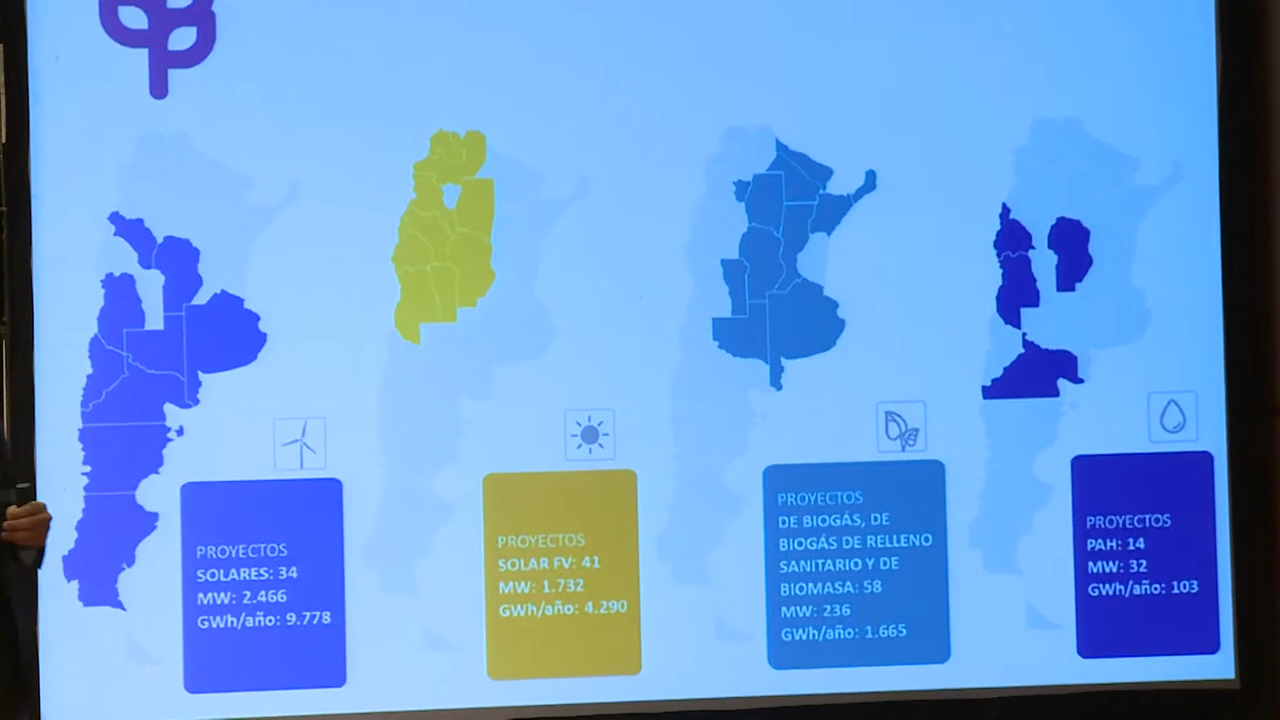 PROYECTOS
SOLARES: 34
MW: 2.466
GWh/año: 9.778
PROYECTOS
SOLAR FV: 41
MW: 1.732
GWh/año: 4.290
PROYECTOS
DE BIOGÁS, DE
BIOGÁS DE RELLENO
SANITARIO Y DE
BIOMASA: 58
MW: 236
GWh/año: 1.665
PROYECTOS
PAH: 14
MW: 32
GWh/año: 103